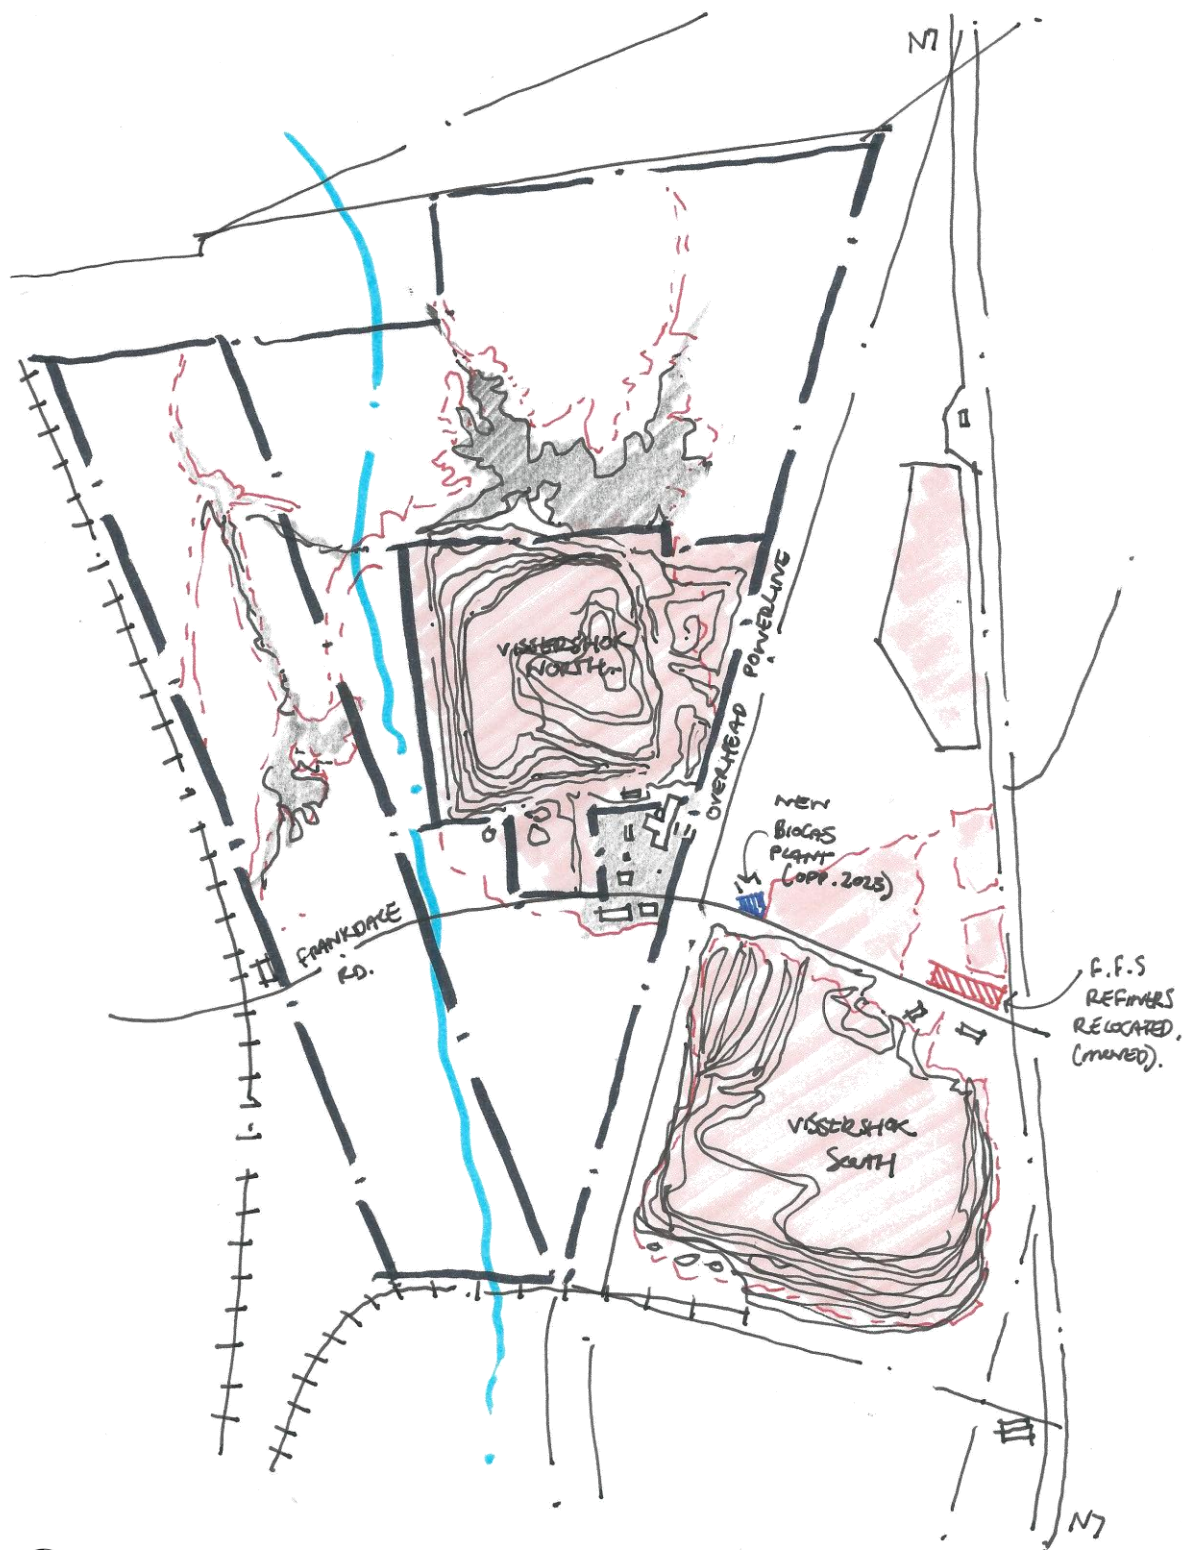 N7
VISSERSHOK
NORTH
OVERHEAD POWERLINE
NEW
BIOGAS
PLANT
(OPP. 2023)
FRANKDALE
RD.
F.F.S
REFINERS
RELOCATED.
(MOVED).
VISSERSHOK
SOUTH
N7